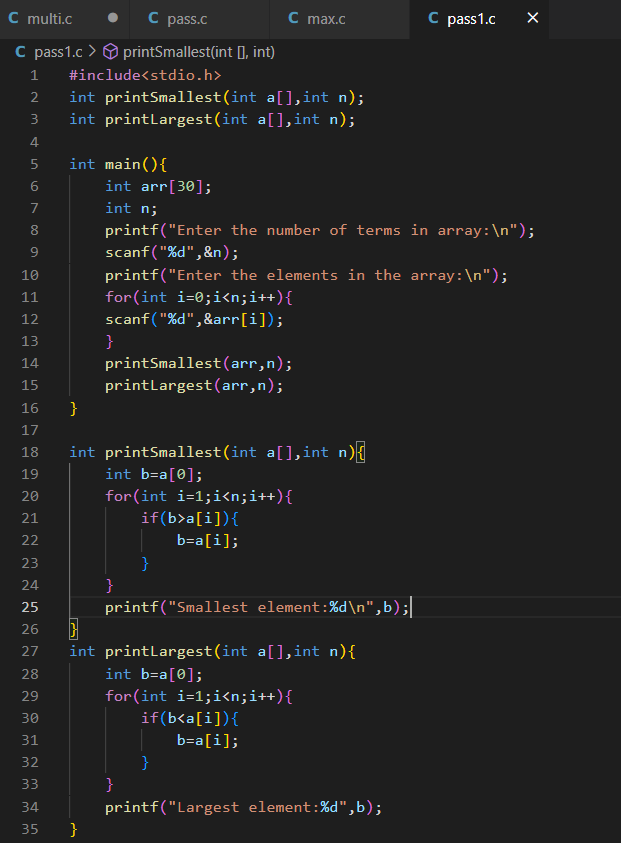 C multi.c ● C pass.c C max.c C pass1.c ×
C pass1.c > printSmallest(int [], int)
1 #include<stdio.h>
2 int printSmallest(int a[],int n);
3 int printLargest(int a[],int n);
4
5 int main(){
6     int arr[30];
7     int n;
8     printf("Enter the number of terms in array:\n");
9     scanf("%d",&n);
10     printf("Enter the elements in the array:\n");
11     for(int i=0;i<n;i++){
12     scanf("%d",&arr[i]);
13     }
14     printSmallest(arr,n);
15     printLargest(arr,n);
16 }
17
18 int printSmallest(int a[],int n){
19     int b=a[0];
20     for(int i=1;i<n;i++){
21         if(b>a[i]){
22             b=a[i];
23         }
24     }
25     printf("Smallest element:%d\n",b);
26 }
27 int printLargest(int a[],int n){
28     int b=a[0];
29     for(int i=1;i<n;i++){
30         if(b<a[i]){
31             b=a[i];
32         }
33     }
34     printf("Largest element:%d",b);
35 }